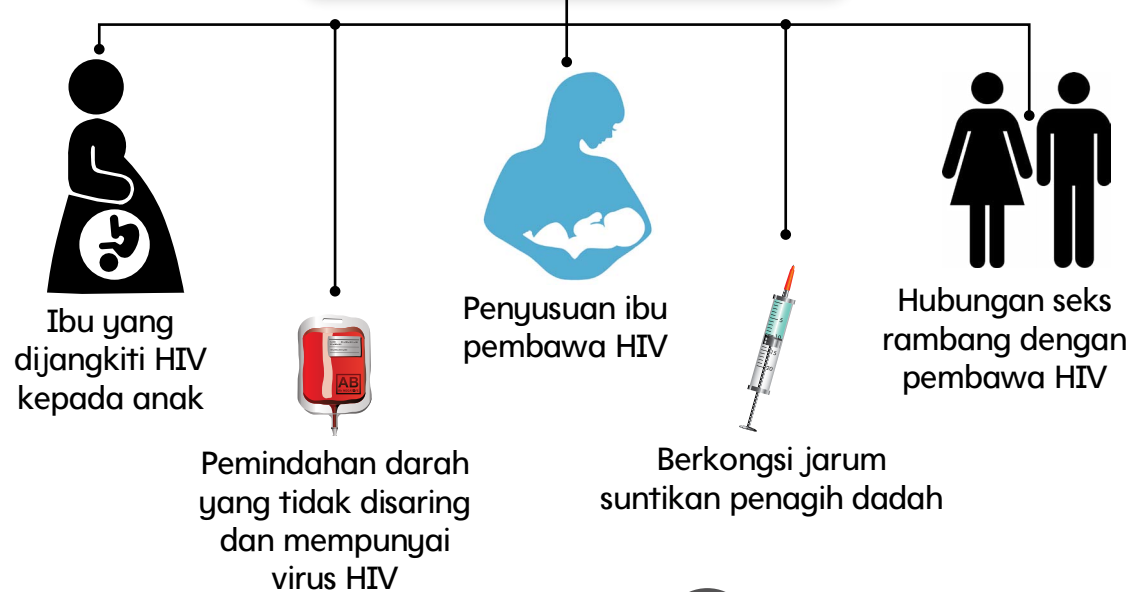 Ibu yang
dijangkiti HIV
kepada anak
Pemindahan darah
yang tidak disaring
dan mempunyai
virus HIV
Penyusuan ibu
pembawa HIV
Berkongsi jarum
suntikan penagih dadah
Hubungan seks
rambang dengan
pembawa HIV
AB